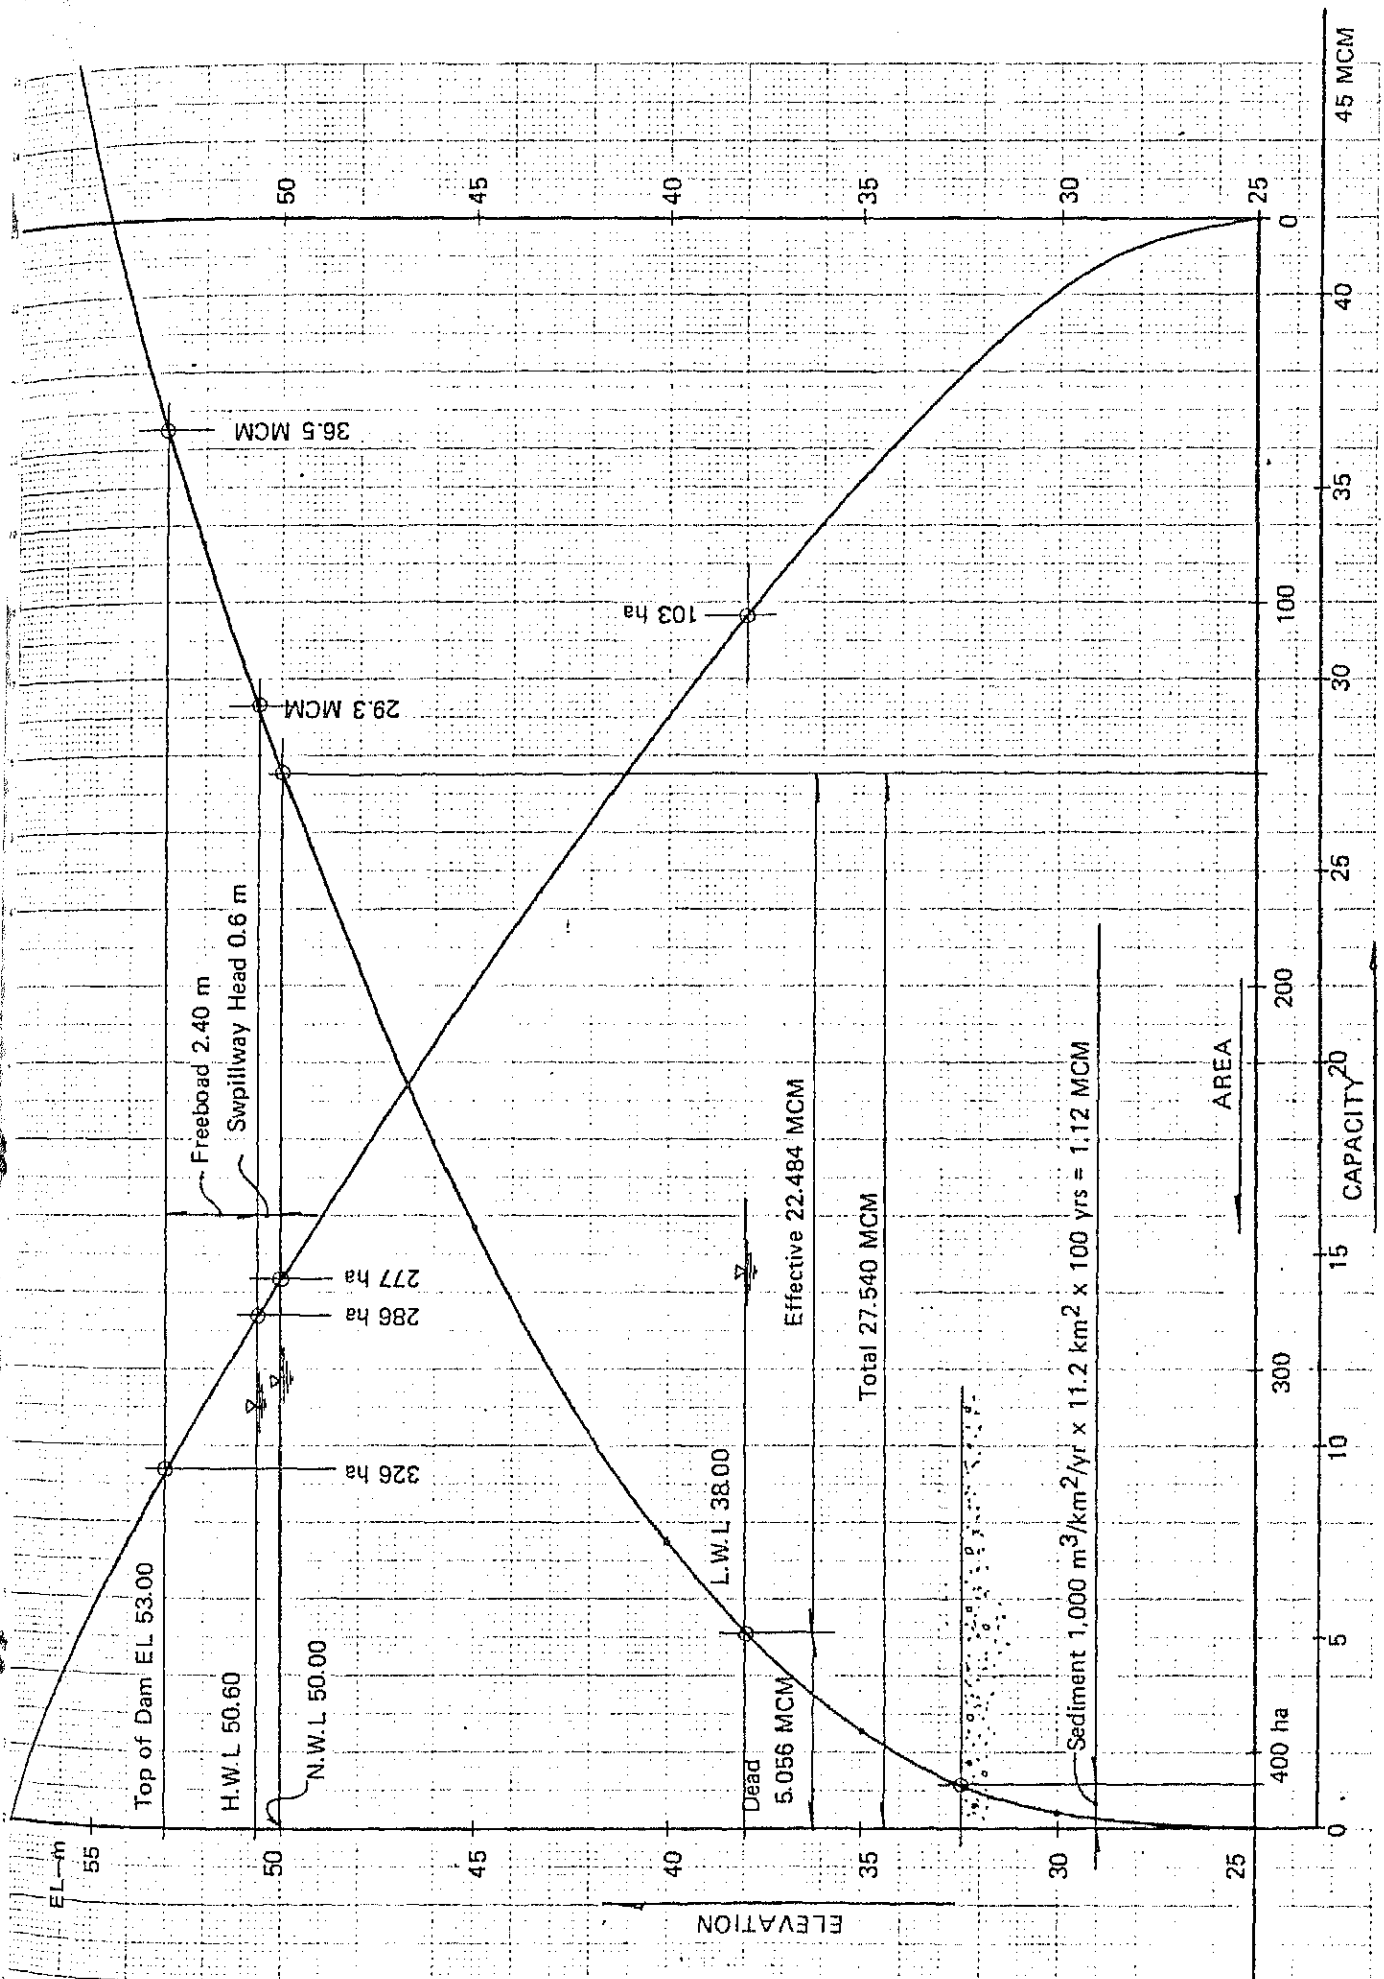 EL—m
55
50
45
40
35
30
25
ELEVATION
Top of Dam EL 53.00
H.W.L 50.60
N.W.L 50.00
Freeboad 2.40 m
Swpillway Head 0.6 m
326 ha
286 ha
277 ha
103 ha
36.5 MCM
29.3 MCM
L.W.L 38.00
Dead
5.056 MCM
Effective 22.484 MCM
Total 27.540 MCM
Sediment 1,000 m³/km²/yr x 11.2 km² x 100 yrs = 1.12 MCM
50
45
40
35
30
25
400 ha
300
200
100
0
AREA
0
5
10
15
20
25
30
35
40
45 MCM
CAPACITY